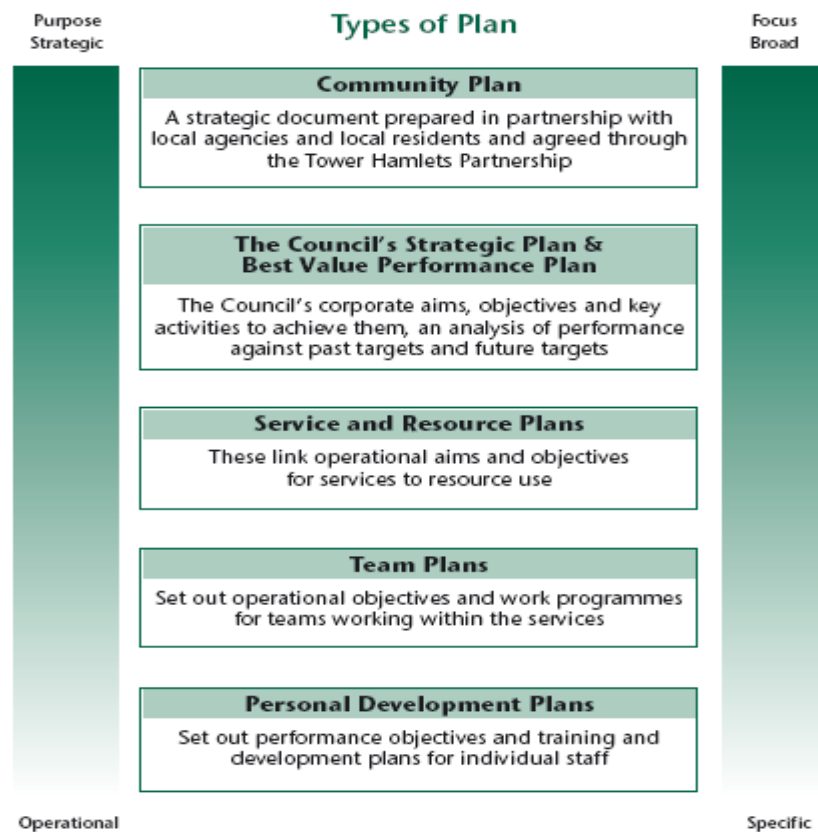 Purpose
Strategic
Types of Plan
Focus
Broad
Community Plan
A strategic document prepared in partnership with
local agencies and local residents and agreed through
the Tower Hamlets Partnership
The Council's Strategic Plan &
Best Value Performance Plan
The Council's corporate aims, objectives and key
activities to achieve them, an analysis of performance
against past targets and future targets
Service and Resource Plans
These link operational aims and objectives
for services to resource use
Team Plans
Set out operational objectives and work programmes
for teams working within the services
Personal Development Plans
Set out performance objectives and training and
development plans for individual staff
Operational
Specific